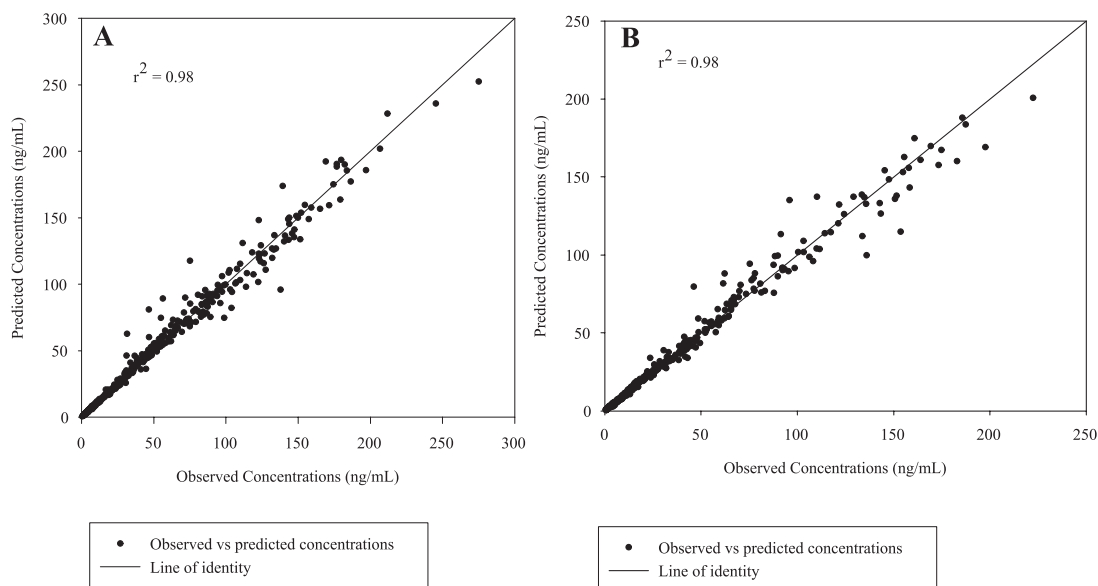 A
r2 = 0.98
300
250
200
150
100
50
0
0 50 100 150 200 250 300
Predicted Concentrations (ng/mL)
Observed Concentrations (ng/mL)
Observed vs predicted concentrations
Line of identity
B
r2 = 0.98
250
200
150
100
50
0
0 50 100 150 200 250
Predicted Concentrations (ng/mL)
Observed Concentrations (ng/mL)
Observed vs predicted concentrations
Line of identity